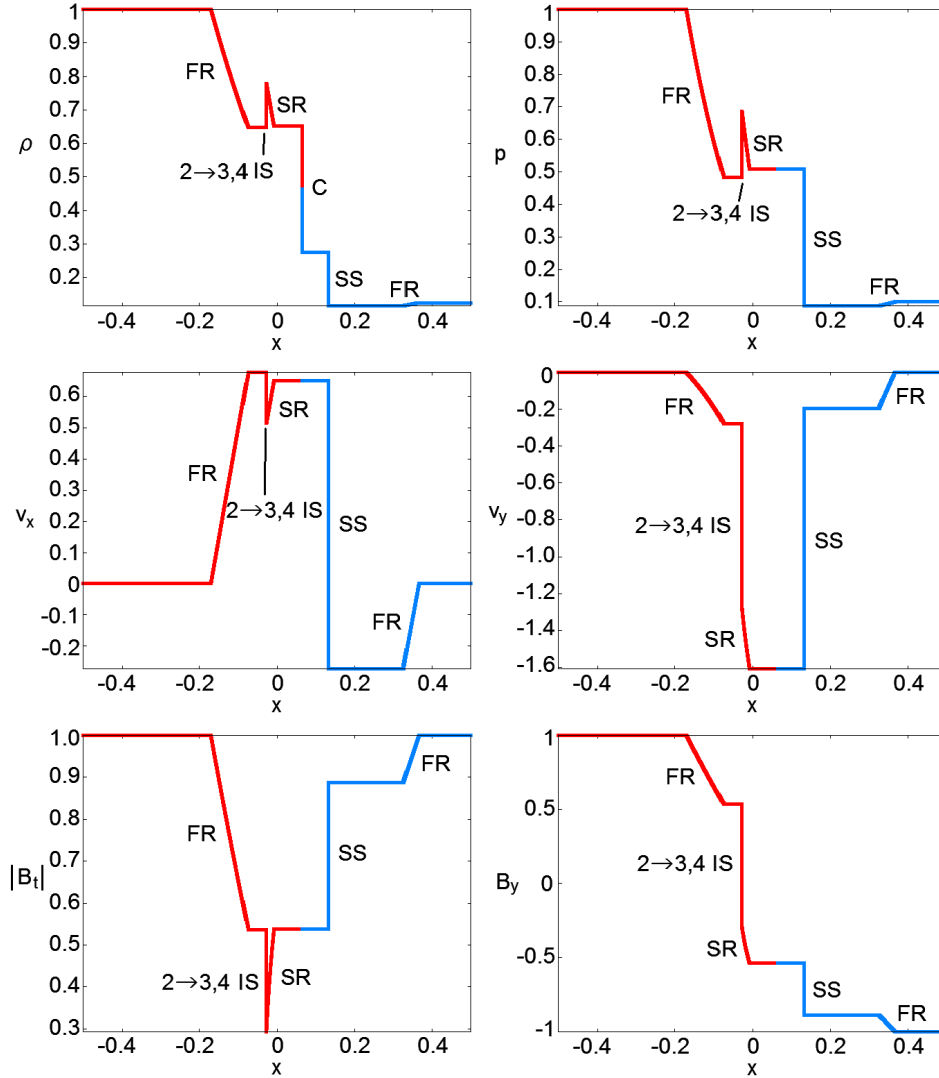 1
0.9
0.8
0.7
0.6
0.5
0.4
0.3
0.2
ρ
FR
SR
2→3,4 IS
C
SS
FR
-0.4 -0.2 0 0.2 0.4
x
1
0.9
0.8
0.7
0.6
0.5
0.4
0.3
0.2
0.1
p
FR
SR
2→3,4 IS
SS
FR
-0.4 -0.2 0 0.2 0.4
x
0.6
0.5
0.4
0.3
0.2
0.1
0
-0.1
-0.2
v_x
SR
FR
2→3,4 IS
SS
FR
-0.4 -0.2 0 0.2 0.4
x
0
-0.2
-0.4
-0.6
-0.8
-1.0
-1.2
-1.4
-1.6
v_y
FR
FR
2→3,4 IS
SS
SR
-0.4 -0.2 0 0.2 0.4
x
1.0
0.9
0.8
0.7
0.6
0.5
0.4
0.3
|B_t|
FR
FR
SS
2→3,4 IS
SR
-0.4 -0.2 0 0.2 0.4
x
1
0.5
0
-0.5
-1
B_y
FR
2→3,4 IS
SR
SS
FR
-0.4 -0.2 0 0.2 0.4
x